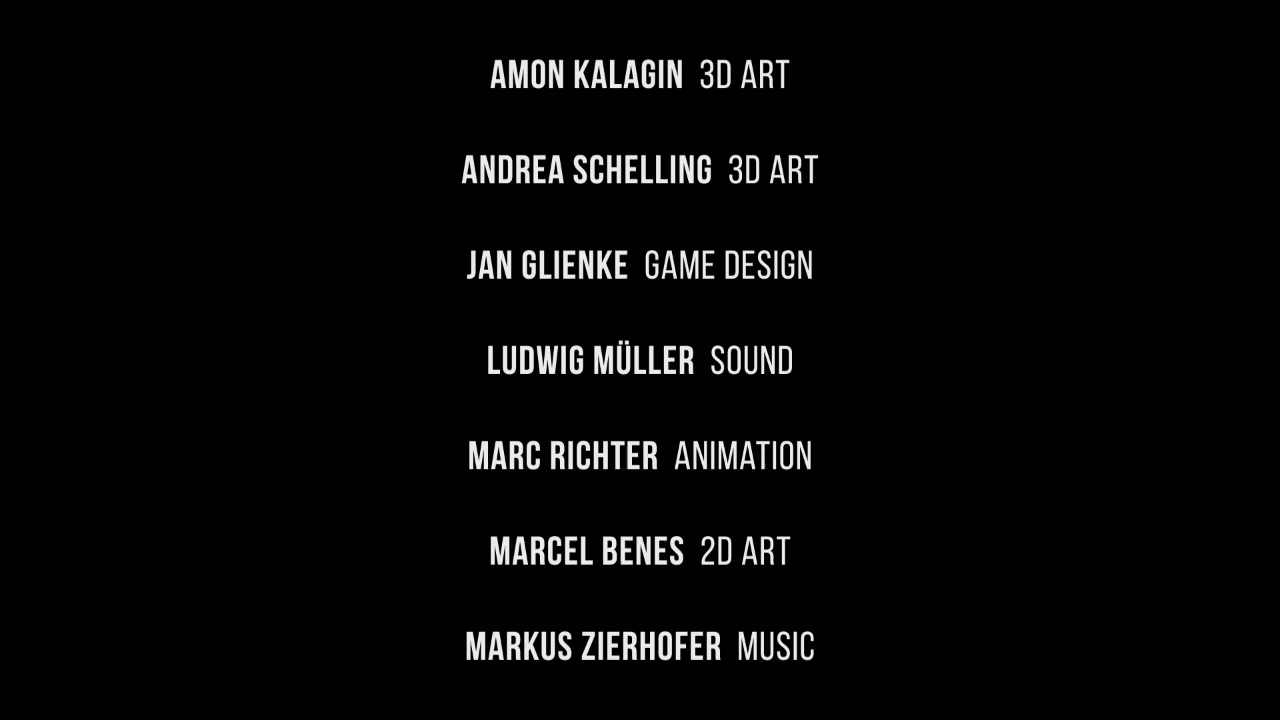 AMON KALAGIN 3D ART
ANDREA SCHELLING 3D ART
JAN GLIENKE GAME DESIGN
LUDWIG MÜLLER SOUND
MARC RICHTER ANIMATION
MARCEL BENES 2D ART
MARKUS ZIERHOFER MUSIC